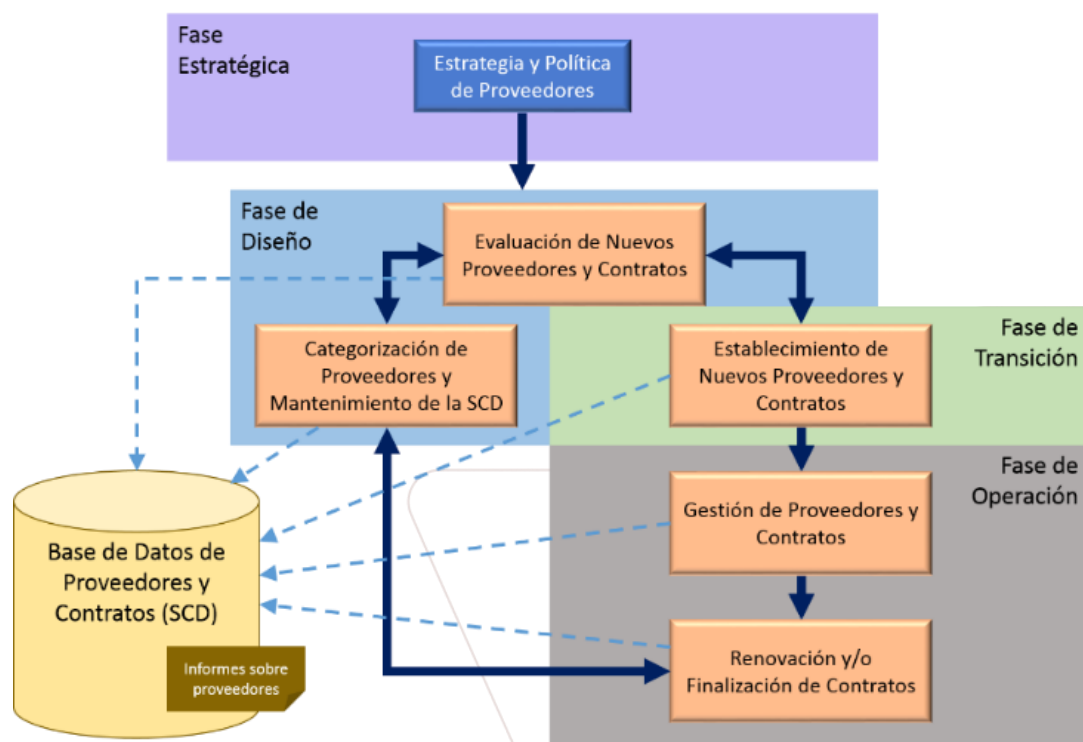 Fase
Estratégica
Estrategia y Política
de Proveedores
Fase de
Diseño
Evaluación de Nuevos
Proveedores y Contratos
Categorización de
Proveedores y
Mantenimiento de la SCD
Fase de
Transición
Establecimiento de
Nuevos Proveedores y
Contratos
Fase de
Operación
Gestión de Proveedores y
Contratos
Base de Datos de
Proveedores y
Contratos (SCD)
Informes sobre
proveedores
Renovación y/o
Finalización de Contratos